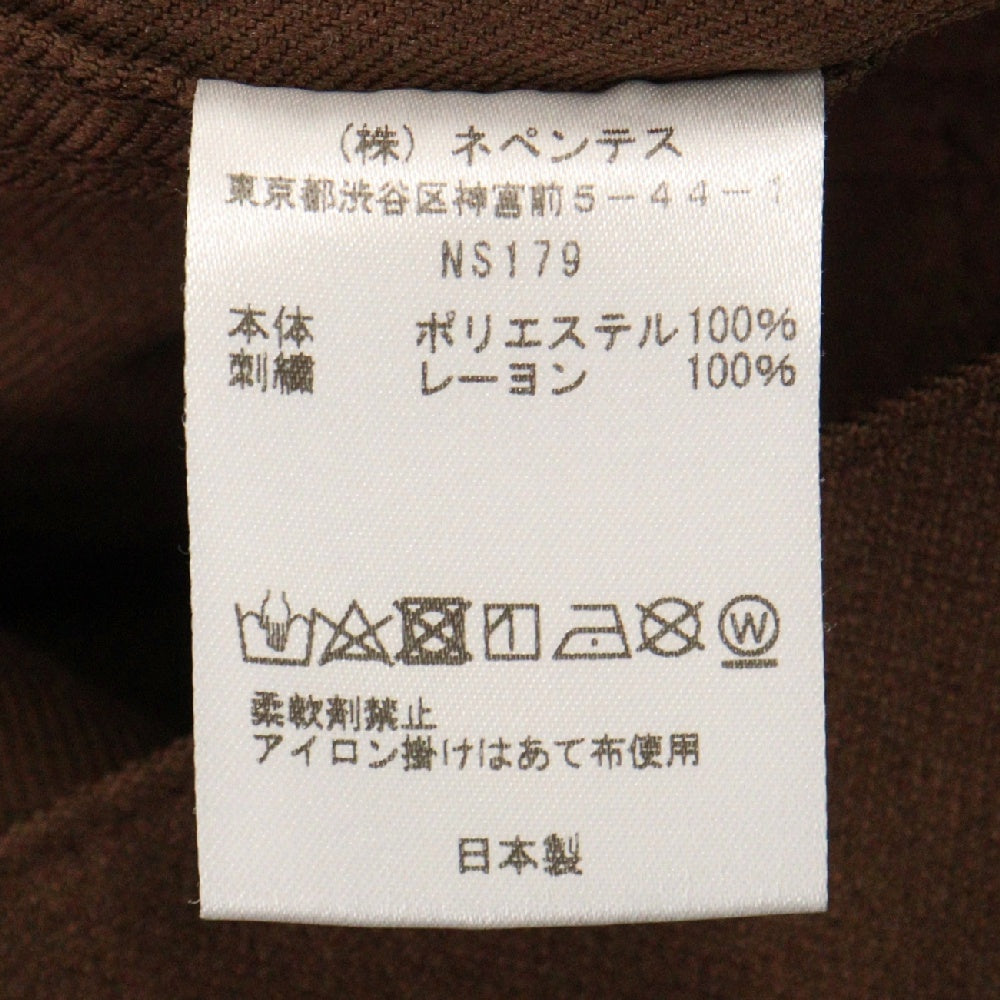 (株) ネペンテス
東京都渋谷区神宮前5-44-1
NS179
本体 ポリエステル100%
刺繍 レーヨン 100%
W
柔軟剤禁止
アイロン掛けはあて布使用
日本製